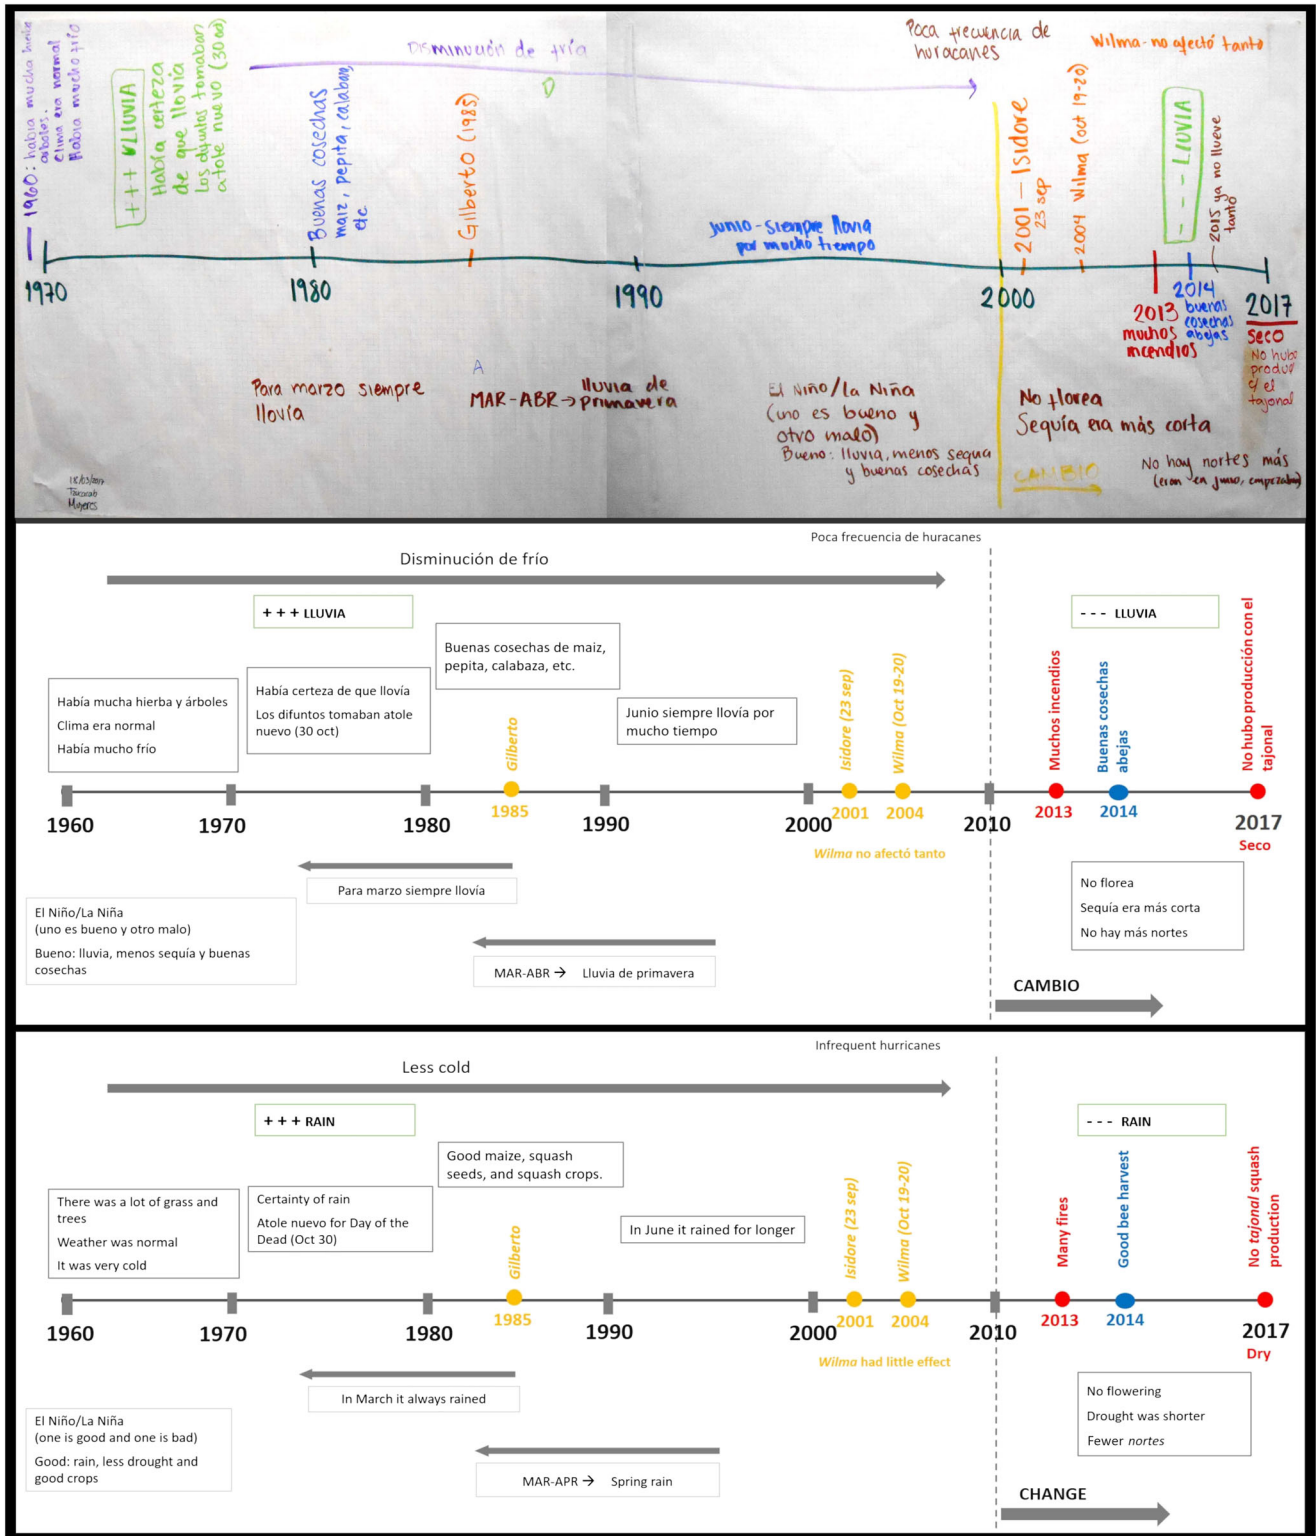 1960: había mucha hierba
árboles.
Clima era normal
Había mucho frío
+++ LLUVIA
Había certeza
de que llovía
Los difuntos tomaban
atole nuevo (30 oct)
Disminución de fría
Buenas cosechas
maiz, pepita, calabaza,
etc
Gilberto (1985)
Junio - siempre llovía
por mucho tiempo
Poca frecuencia de
huracanes
Wilma - no afectó tanto
2001 - Isidore
23 sep
2004 Wilma (oct 19-20)
- - - LLUVIA
2015 ya no llueve
tanto
1970
1980
1990
2000
2013
muchos
incendios
2014
buenas
cosechas
abejas
2017
seco
No hubo
produc
c/ el
tajonal
Para marzo siempre
llovía
A
MAR-ABR → lluvia de
primavera
El Niño/la Niña
(uno es bueno y
otro malo)
Bueno: lluvia, menos sequia
y buenas cosechas
No florea
Sequía era más corta
CAMBIO
No hay nortes más
(eran en junio, empezaban)
18/03/2017
Mujeres
Poca frecuencia de huracanes
Disminución de frío
+ + + LLUVIA
- - - LLUVIA
Buenas cosechas de maiz,
pepita, calabaza, etc.
Había mucha hierba y árboles
Clima era normal
Había mucho frío
Había certeza de que llovía
Los difuntos tomaban atole
nuevo (30 oct)
Gilberto
Junio siempre llovía por
mucho tiempo
Isidore (23 sep)
Wilma (Oct 19-20)
Muchos incendios
Buenas cosechas
abejas
No hubo producción con el
tajonal
1960
1970
1980
1985
1990
2000
2001
2004
2010
2013
2014
2017
Seco
Wilma no afectó tanto
Para marzo siempre llovía
El Niño/La Niña
(uno es bueno y otro malo)
Bueno: lluvia, menos sequía y buenas
cosechas
MAR-ABR → Lluvia de primavera
No florea
Sequía era más corta
No hay más nortes
CAMBIO
Infrequent hurricanes
Less cold
+ + + RAIN
- - - RAIN
Good maize, squash
seeds, and squash crops.
There was a lot of grass and
trees
Weather was normal
It was very cold
Certainty of rain
Atole nuevo for Day of the
Dead (Oct 30)
Gilberto
In June it rained for longer
Isidore (23 sep)
Wilma (Oct 19-20)
Many fires
Good bee harvest
No tajonal squash
production
1960
1970
1980
1985
1990
2000
2001
2004
2010
2013
2014
2017
Dry
Wilma had little effect
In March it always rained
El Niño/La Niña
(one is good and one is bad)
Good: rain, less drought and
good crops
MAR-APR → Spring rain
No flowering
Drought was shorter
Fewer nortes
CHANGE